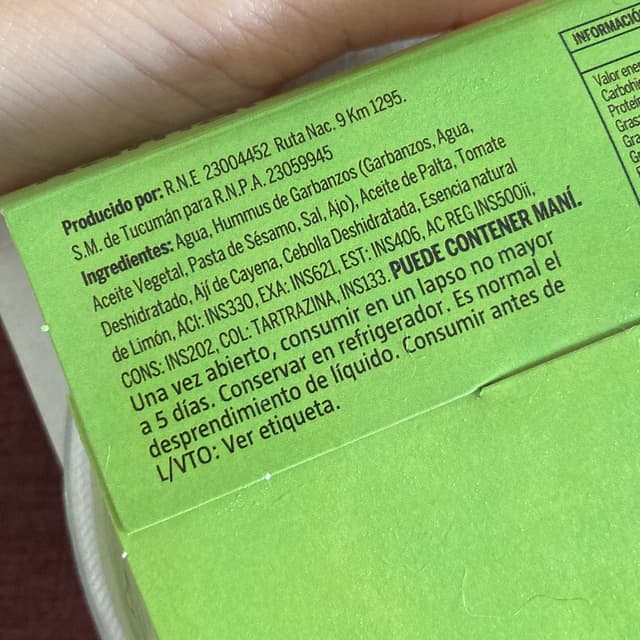 Producido por: R.N.E 23004452 Ruta Nac. 9 Km 1295.
S.M. de Tucumán para R.N.P.A. 23059945
Ingredientes: Agua, Hummus de Garbanzos (Garbanzos, Agua,
Aceite Vegetal, Pasta de Sésamo, Sal, Ajo), Aceite de Palta, Tomate
Deshidratado, Ají de Cayena, Cebolla Deshidratada, Esencia natural
de Limón, ACI: INS330, EXA: INS621, EST: INS406, AC REG INS500ii,
CONS: INS202, COL: TARTRAZINA, INS133. PUEDE CONTENER MANÍ.
Una vez abierto, consumir en un lapso no mayor
a 5 días. Conservar en refrigerador. Es normal el
desprendimiento de líquido. Consumir antes de
L/VTO: Ver etiqueta.
INFORMACIÓ
Valor ene
Carbohi
Protei
Gras
Gra